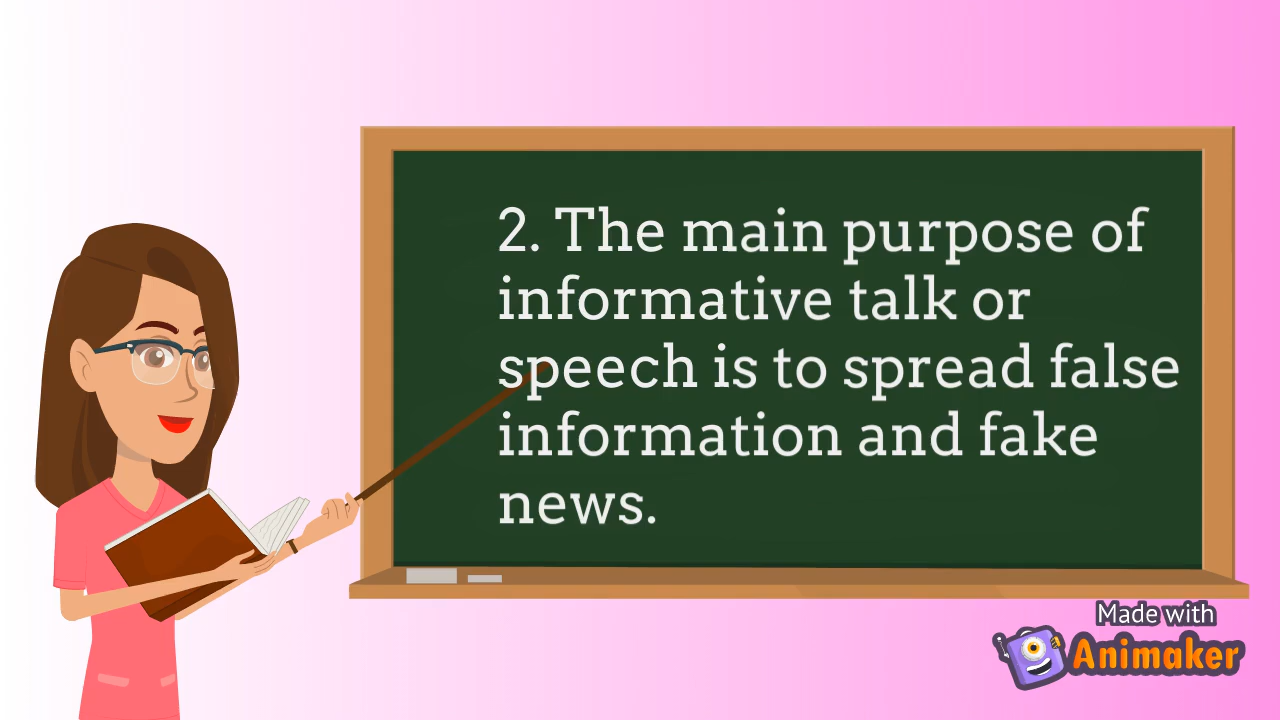 2. The main purpose of
informative talk or
speech is to spread false
information and fake
news.
Made with
Animaker